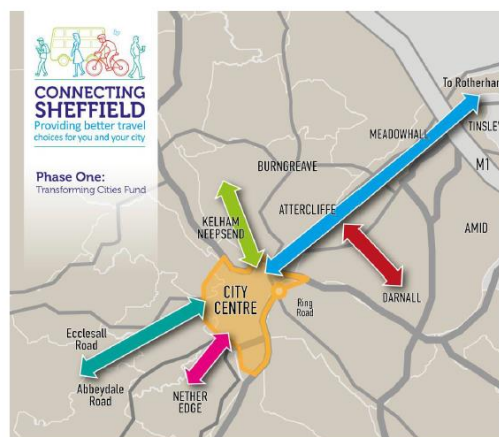 CONNECTING
SHEFFIELD
Providing better travel
choices for you and your city
Phase One:
Transforming Cities Fund
To Rotherham
MEADOWHALL
TINSLEY
M1
BURNGREAVE
ATTERCLIFFE
KELHAM
NEEPSEND
AMID
CITY
CENTRE
Ring
Road
DARNALL
Ecclesall
Road
Abbeydale
Road
NETHER
EDGE